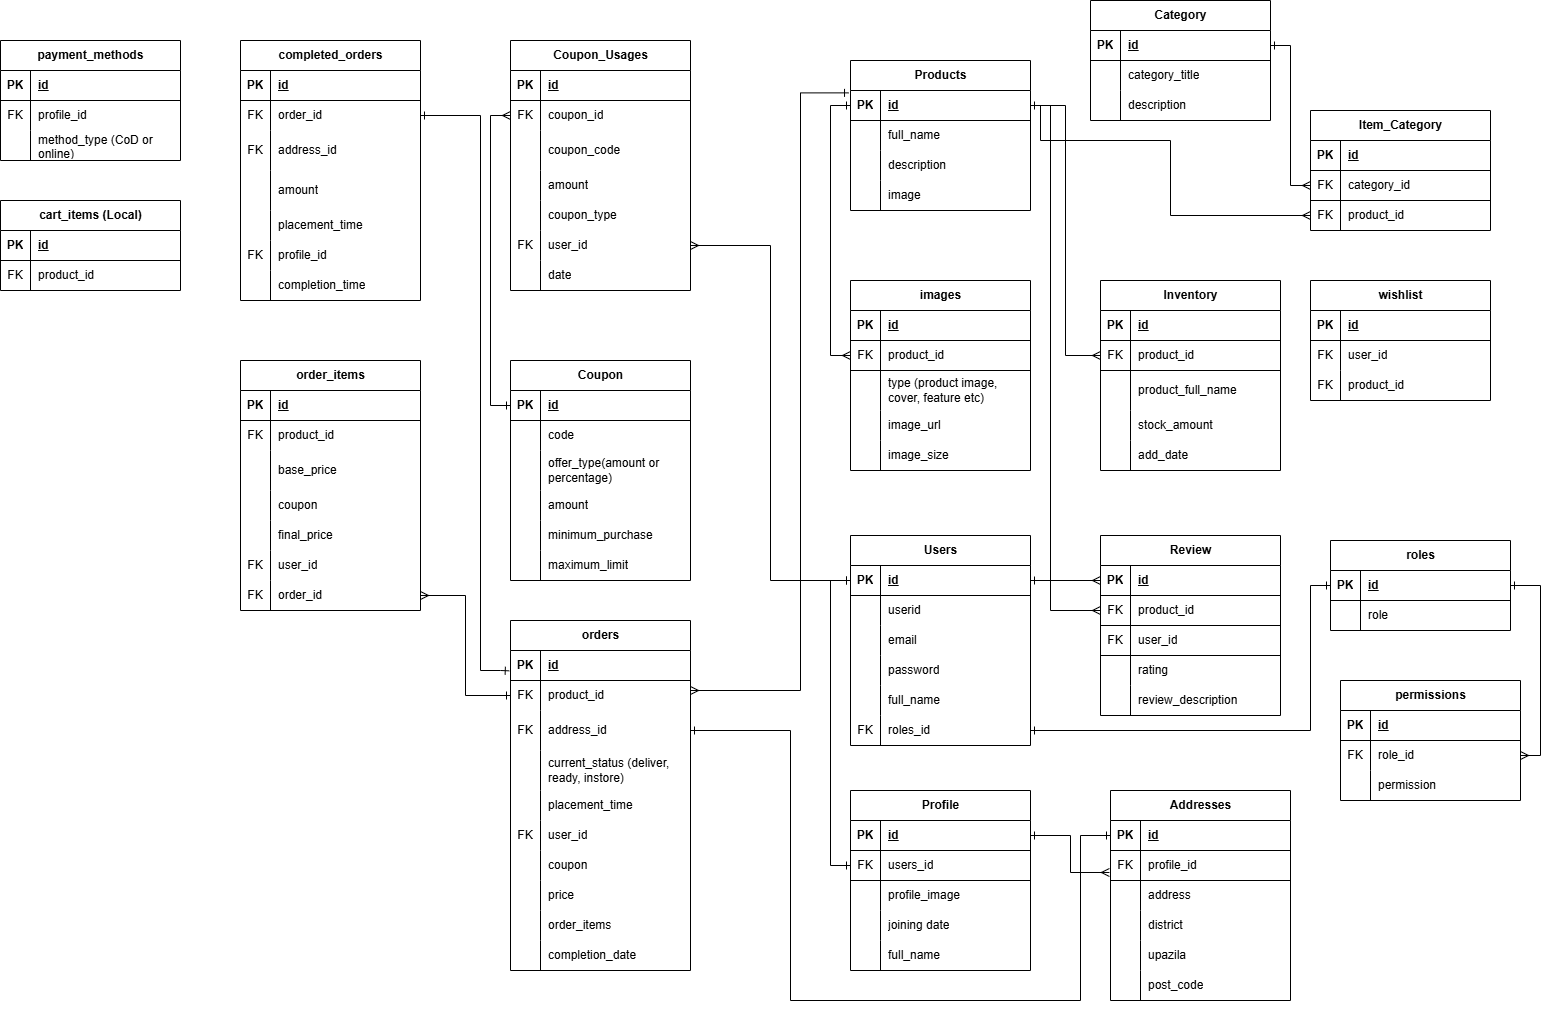 payment_methods
PK id
FK profile_id
method_type (CoD or
online)
cart_items (Local)
PK id
FK product_id
completed_orders
PK id
FK order_id
FK address_id
amount
placement_time
FK profile_id
completion_time
order_items
PK id
FK product_id
base_price
coupon
final_price
FK user_id
FK order_id
Coupon_Usages
PK id
FK coupon_id
coupon_code
amount
coupon_type
FK user_id
date
Coupon
PK id
code
offer_type(amount or
percentage)
amount
minimum_purchase
maximum_limit
orders
PK id
FK product_id
FK address_id
current_status (deliver,
ready, instore)
placement_time
FK user_id
coupon
price
order_items
completion_date
Products
PK id
full_name
description
image
images
PK id
FK product_id
type (product image,
cover, feature etc)
image_url
image_size
Users
PK id
userid
email
password
full_name
FK roles_id
Profile
PK id
FK users_id
profile_image
joining date
full_name
Category
PK id
category_title
description
Inventory
PK id
FK product_id
product_full_name
stock_amount
add_date
Review
PK id
FK product_id
FK user_id
rating
review_description
Addresses
PK id
FK profile_id
address
district
upazila
post_code
Item_Category
PK id
FK category_id
FK product_id
wishlist
PK id
FK user_id
FK product_id
roles
PK id
role
permissions
PK id
FK role_id
permission